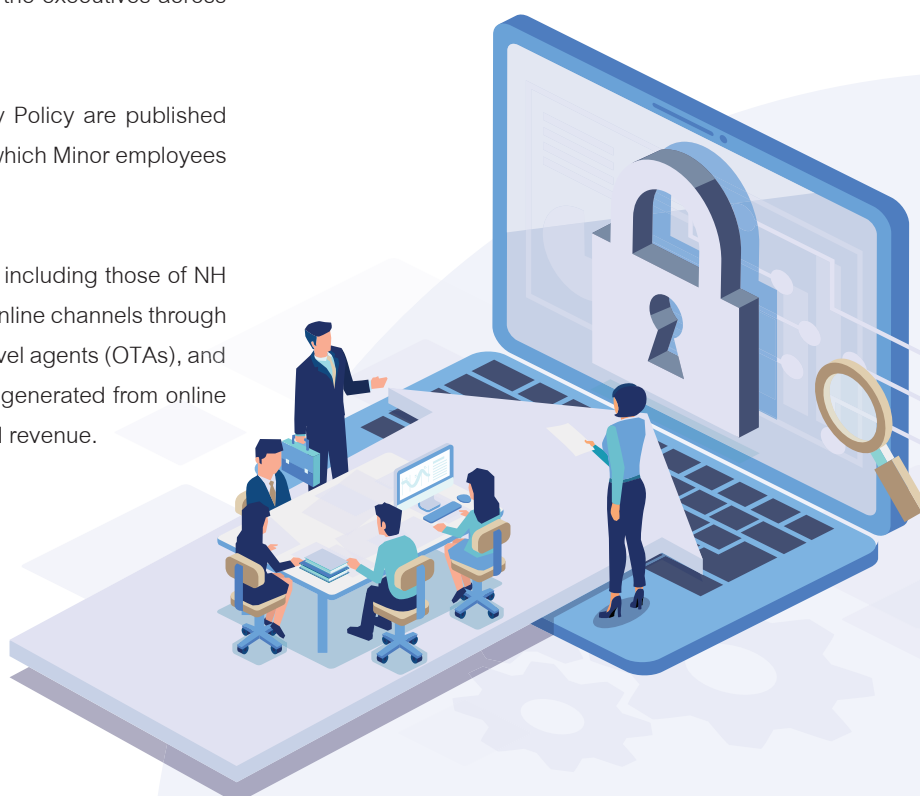 the executives across
y Policy are published
which Minor employees
including those of NH
nline channels through
vel agents (OTAs), and
generated from online
l revenue.